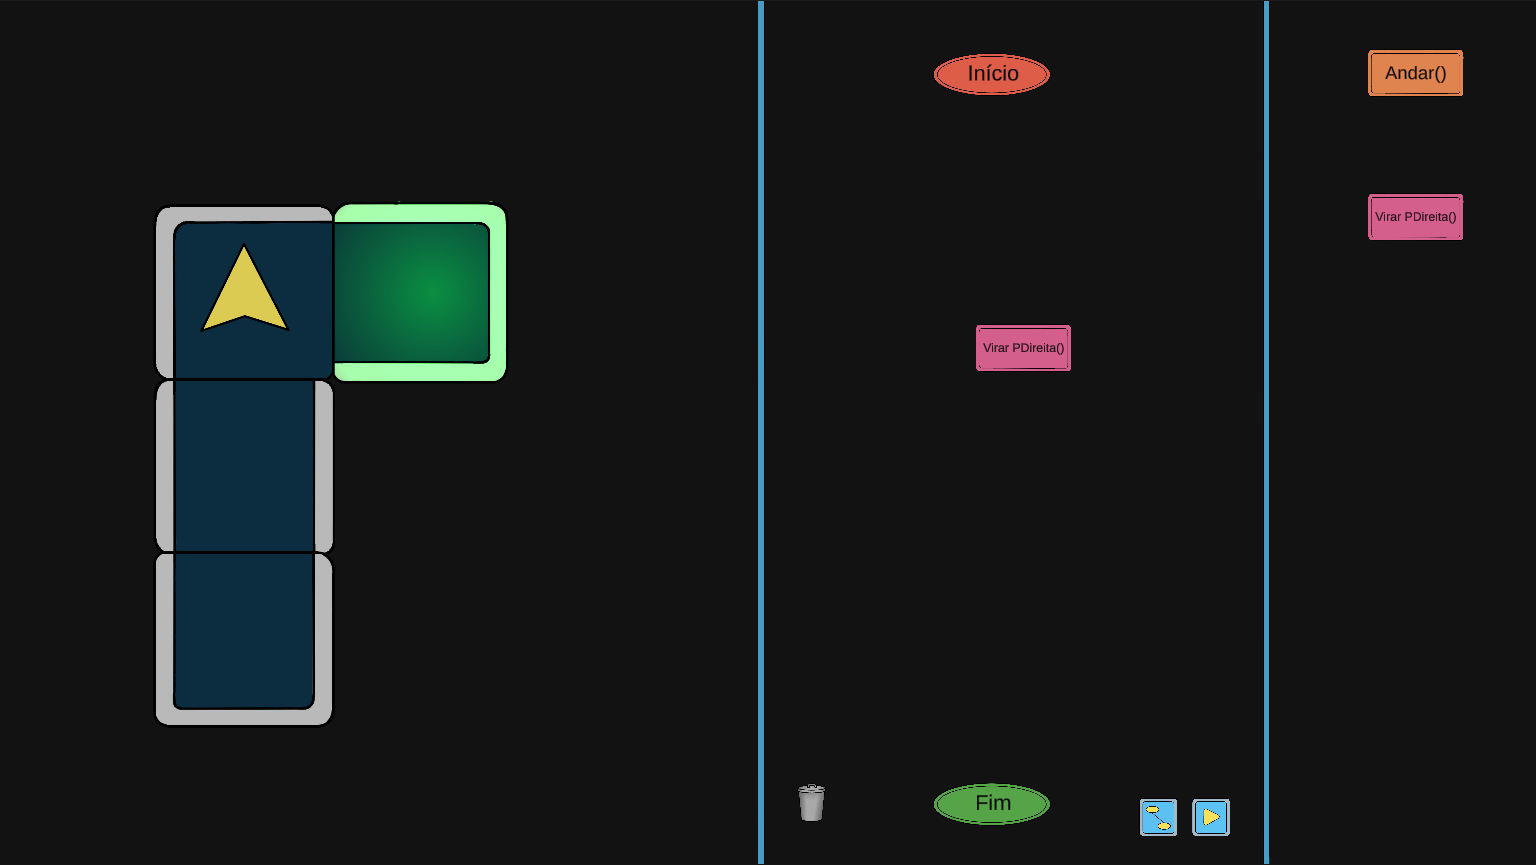 Início
Andar()
Virar PDireita()
Virar PDireita()
Fim